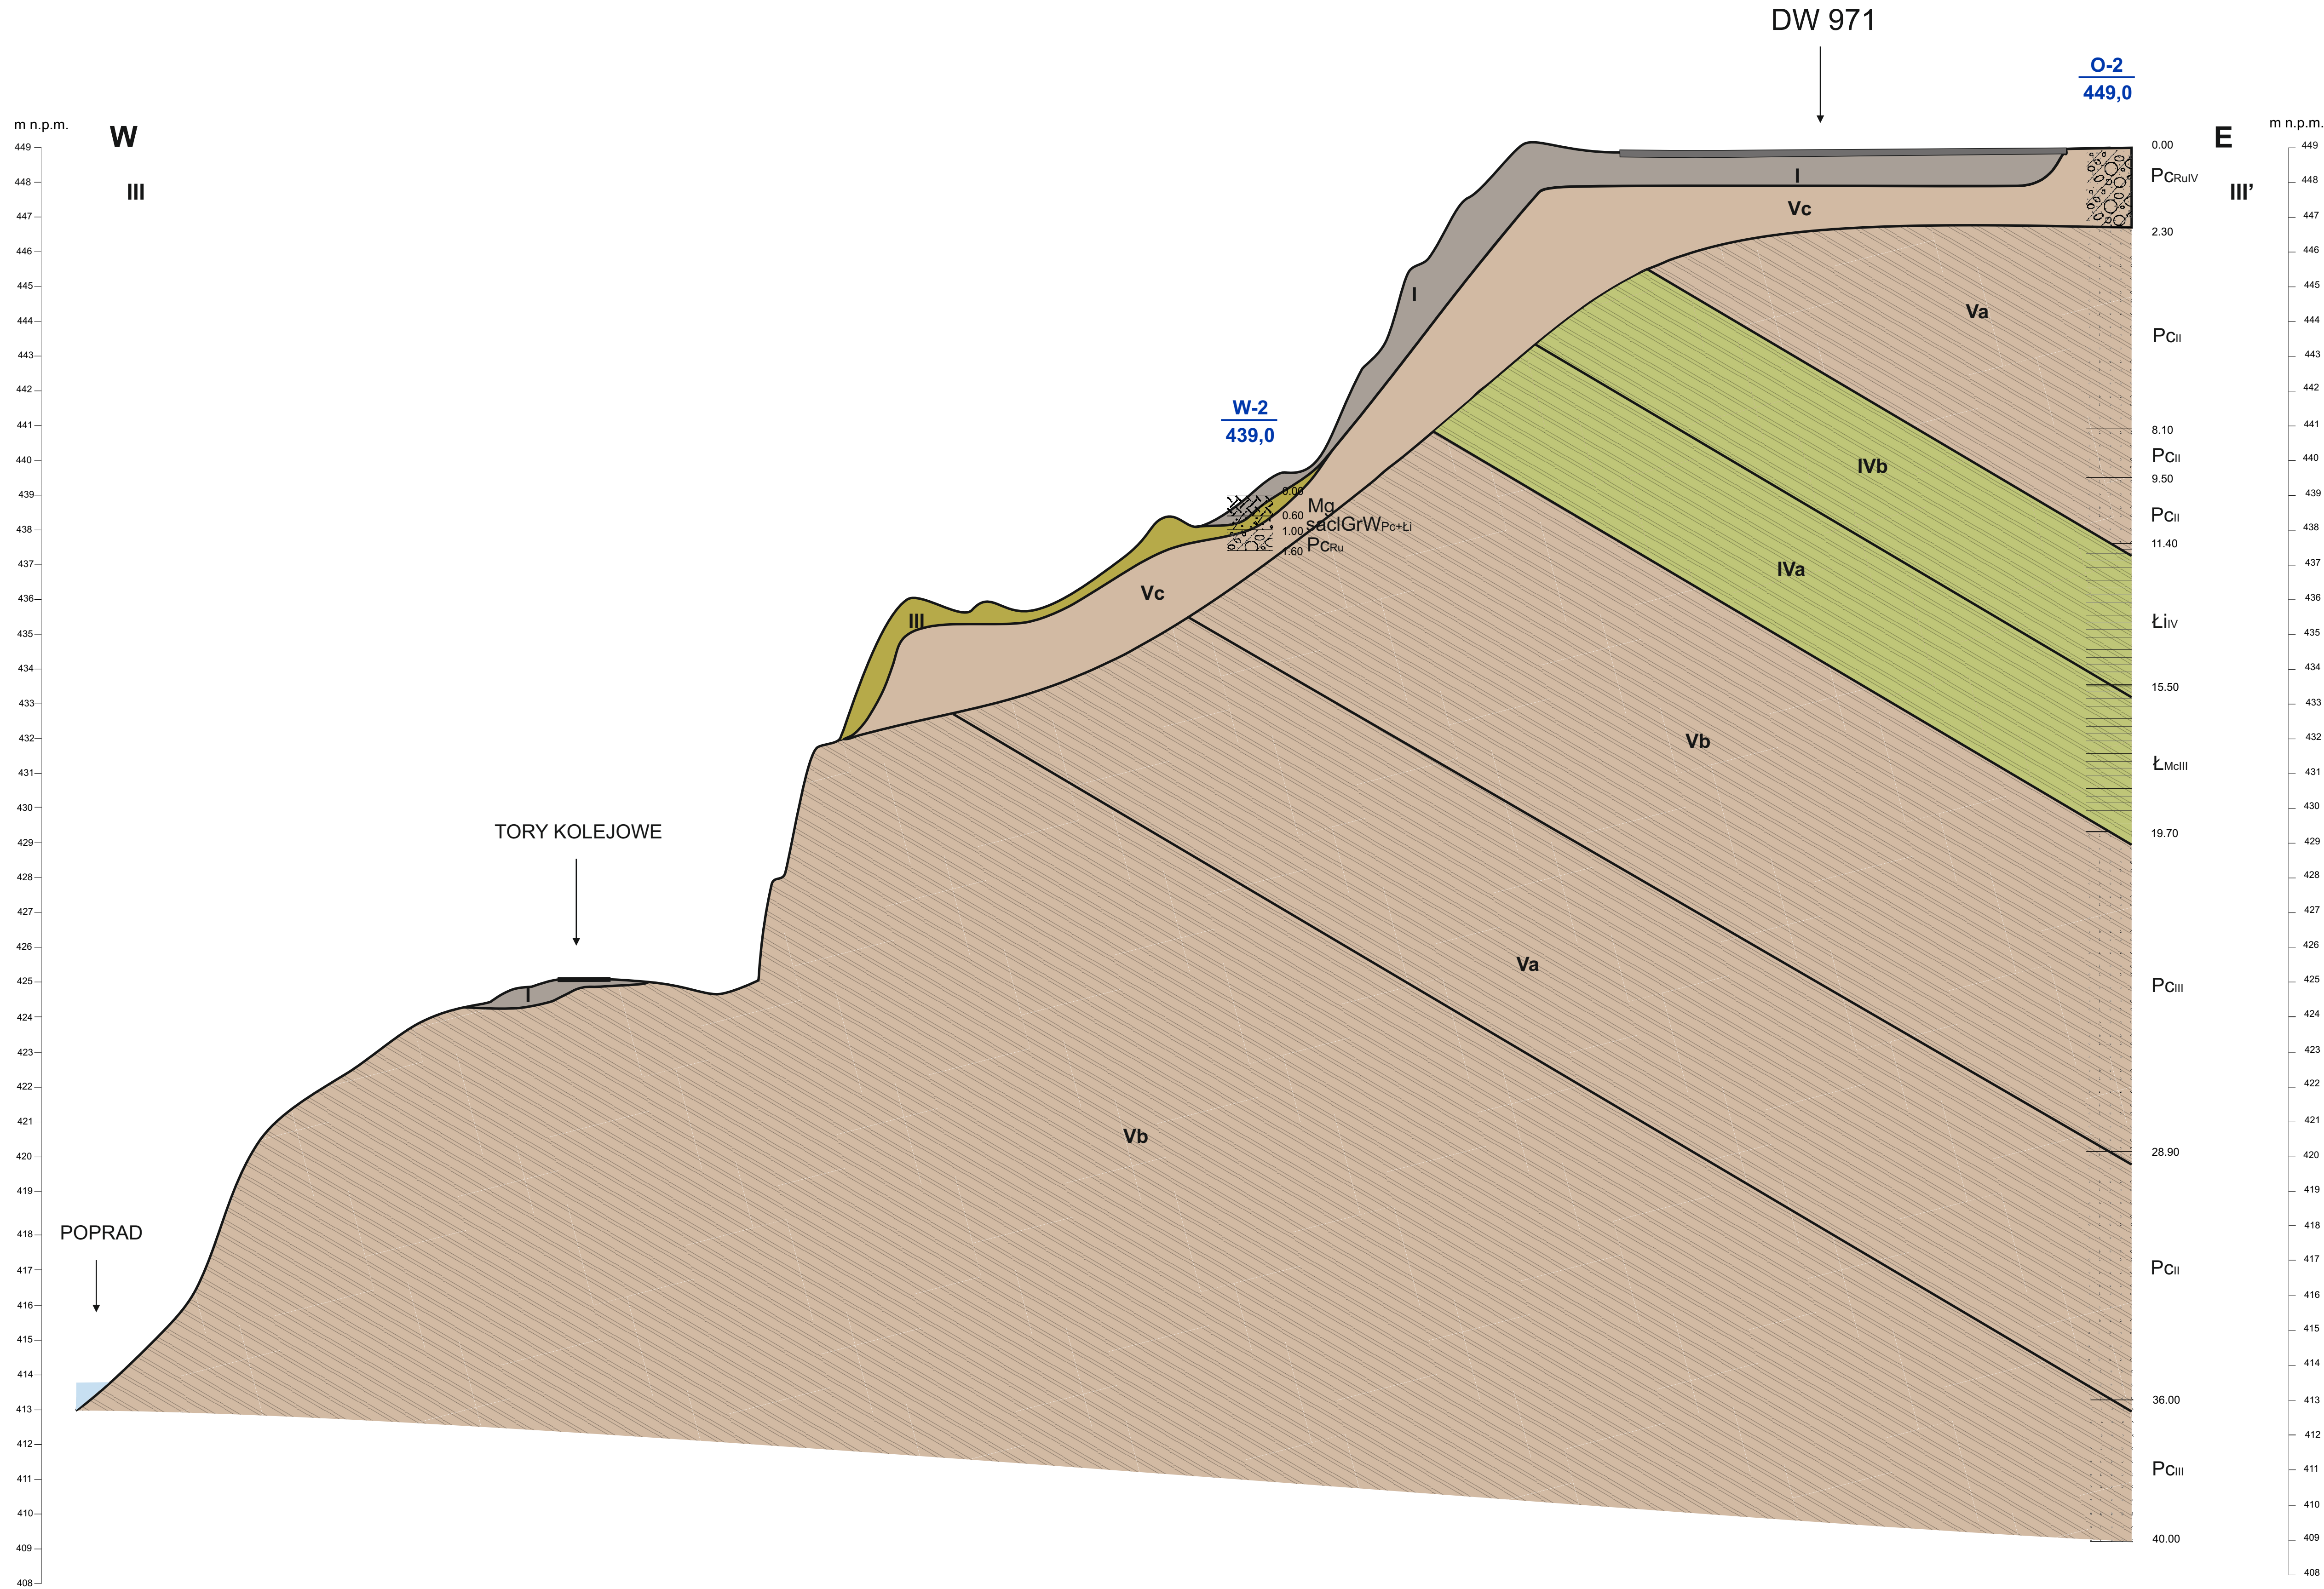 DW 971
O-2
449,0
m n.p.m.
W
E
m n.p.m.
III
III’
449
448
447
446
445
444
443
442
441
440
439
438
437
436
435
434
433
432
431
430
429
428
427
426
425
424
423
422
421
420
419
418
417
416
415
414
413
412
411
410
409
408
W-2
439,0
0.00
Mg
0.60
saclGrWPc+Łi
1.00
PcRu
1.60
TORY KOLEJOWE
POPRAD
I
Vc
I
Va
IVb
IVa
Vc
III
Vb
I
Va
Vb
0.00
PcRuIV
2.30
PcII
8.10
PcII
9.50
PcII
11.40
ŁiIV
15.50
ŁMcIII
19.70
PcIII
28.90
PcII
36.00
PcIII
40.00
449
448
447
446
445
444
443
442
441
440
439
438
437
436
435
434
433
432
431
430
429
428
427
426
425
424
423
422
421
420
419
418
417
416
415
414
413
412
411
410
409
408